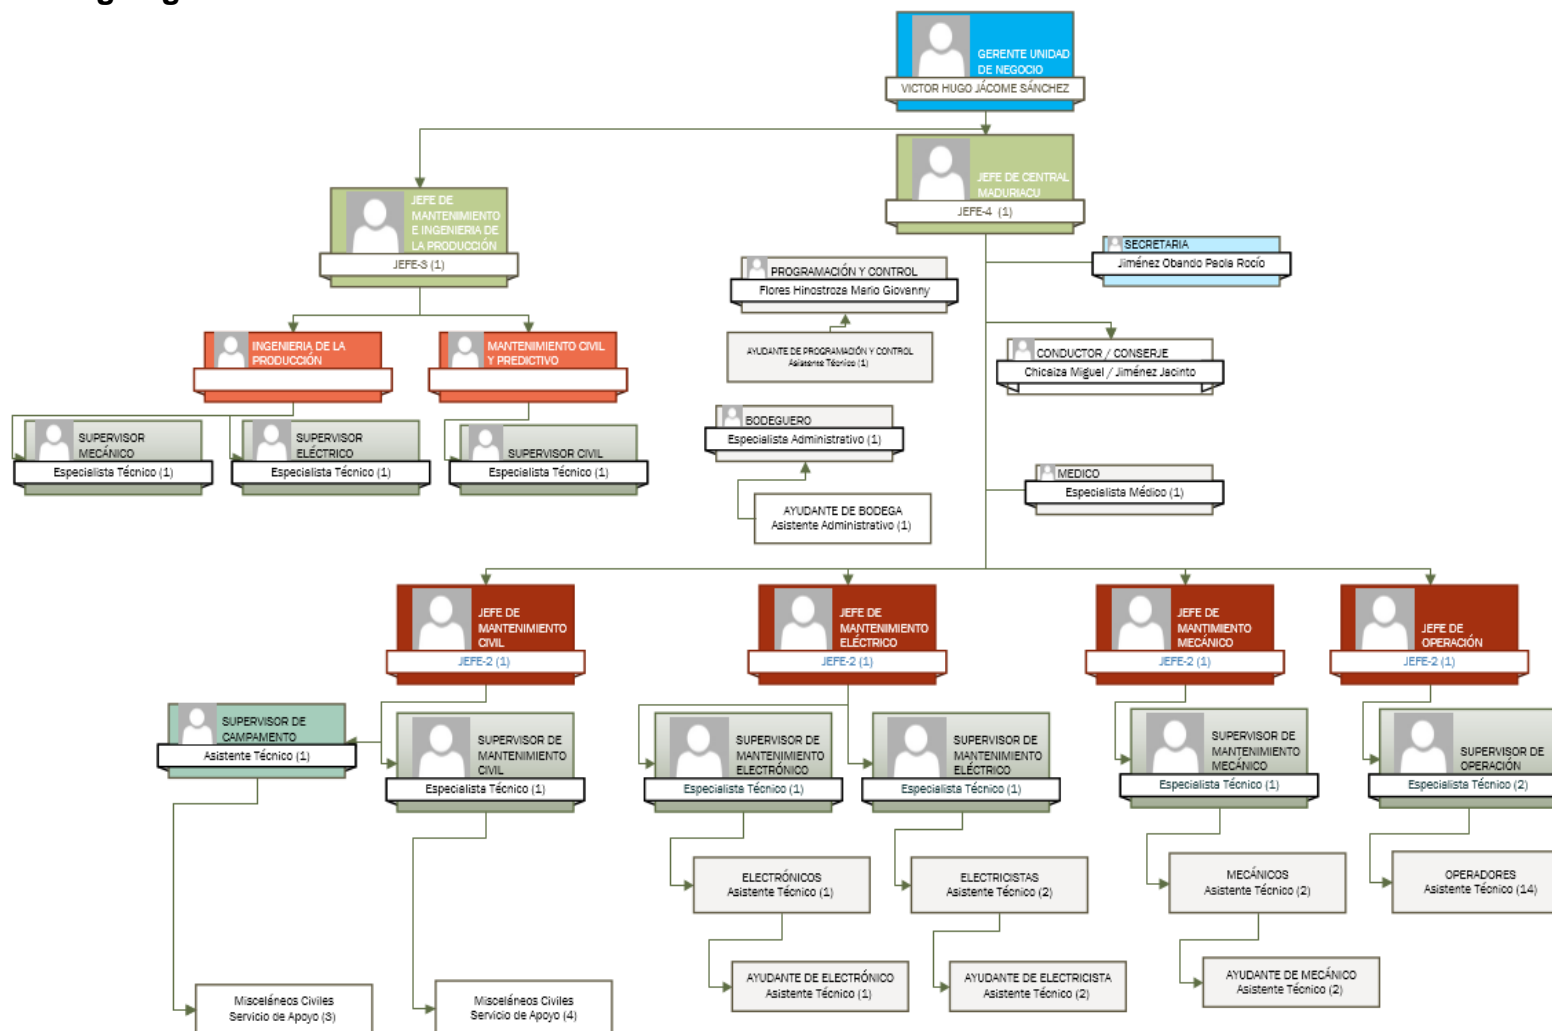 GERENTE UNIDAD
DE NEGOCIO
VICTOR HUGO JÁCOME SÁNCHEZ
JEFE DE CENTRAL
MADURIACU
JEFE-4 (1)
JEFE DE
MANTENIMIENTO
E INGENIERIA DE
LA PRODUCCIÓN
JEFE-3 (1)
SECRETARIA
Jiménez Obando Paola Rocío
PROGRAMACIÓN Y CONTROL
Flores Hinostroza Mario Giovanny
AYUDANTE DE PROGRAMACIÓN Y CONTROL
Asistente Técnico (1)
CONDUCTOR / CONSERJE
Chicaiza Miguel / Jiménez Jacinto
INGENIERIA DE LA
PRODUCCIÓN
MANTENIMIENTO CIVIL
Y PREDICTIVO
SUPERVISOR
MECÁNICO
Especialista Técnico (1)
SUPERVISOR
ELÉCTRICO
Especialista Técnico (1)
SUPERVISOR CIVIL
Especialista Técnico (1)
BODEGUERO
Especialista Administrativo (1)
AYUDANTE DE BODEGA
Asistente Administrativo (1)
MEDICO
Especialista Médico (1)
JEFE DE
MANTENIMIENTO
CIVIL
JEFE-2 (1)
JEFE DE
MANTENIMIENTO
ELÉCTRICO
JEFE-2 (1)
JEFE DE
MANTIMIENTO
MECÁNICO
JEFE-2 (1)
JEFE DE
OPERACIÓN
JEFE-2 (1)
SUPERVISOR DE
CAMPAMENTO
Asistente Técnico (1)
SUPERVISOR DE
MANTENIMIENTO
CIVIL
Especialista Técnico (1)
SUPERVISOR DE
MANTENIMIENTO
ELECTRÓNICO
Especialista Técnico (1)
SUPERVISOR DE
MANTENIMIENTO
ELÉCTRICO
Especialista Técnico (1)
SUPERVISOR DE
MANTENIMIENTO
MECÁNICO
Especialista Técnico (1)
SUPERVISOR DE
OPERACIÓN
Especialista Técnico (2)
ELECTRÓNICOS
Asistente Técnico (1)
ELECTRICISTAS
Asistente Técnico (2)
MECÁNICOS
Asistente Técnico (2)
OPERADORES
Asistente Técnico (14)
AYUDANTE DE ELECTRÓNICO
Asistente Técnico (1)
AYUDANTE DE ELECTRICISTA
Asistente Técnico (2)
AYUDANTE DE MECÁNICO
Asistente Técnico (2)
Misceláneos Civiles
Servicio de Apoyo (3)
Misceláneos Civiles
Servicio de Apoyo (4)